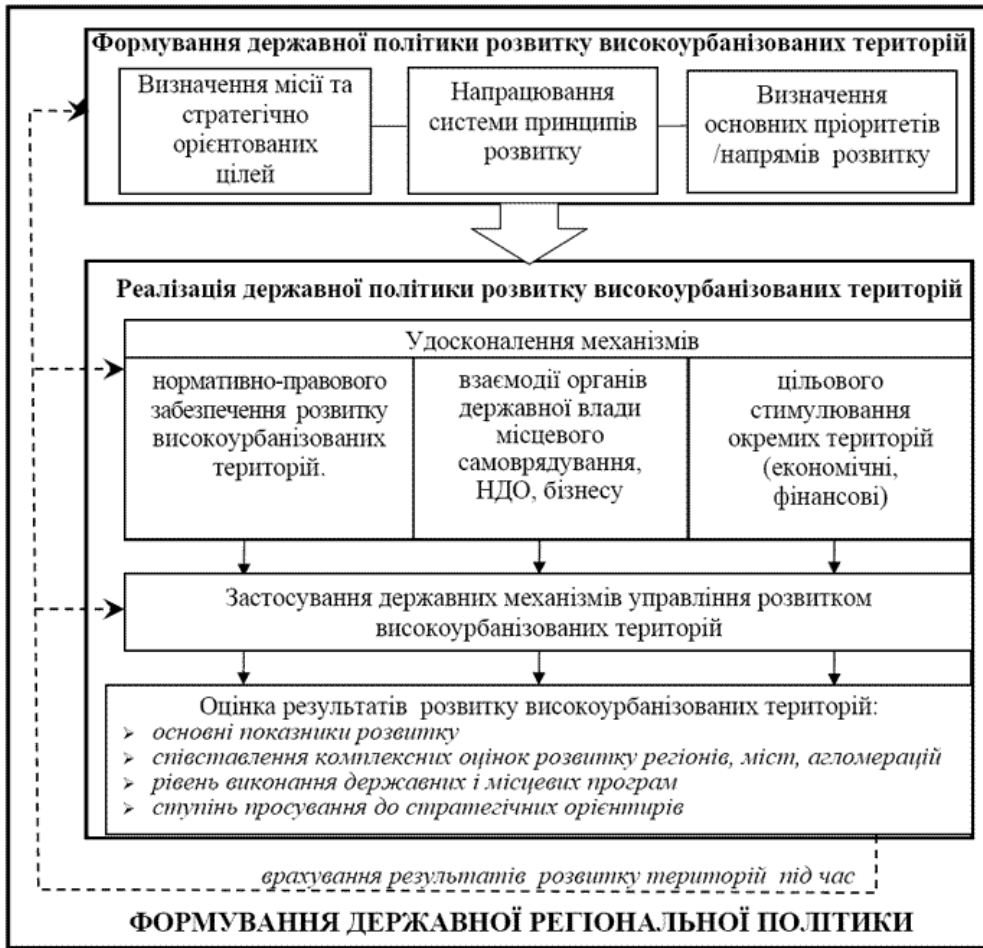 Формування державної політики розвитку високоурбанізованих територій
Визначення місії та
стратегічно
орієнтованих
цілей
Напрацювання
системи принципів
розвитку
Визначення
основних пріоритетів
/напрямів розвитку
Реалізація державної політики розвитку високоурбанізованих територій
Удосконалення механізмів
нормативно-правового
забезпечення розвитку
високоурбанізованих
територій.
взаємодії органів
державної влади
місцевого
самоврядування,
НДО, бізнесу
цільового
стимулювання
окремих територій
(економічні,
фінансові)
Застосування державних механізмів управління розвитком
високоурбанізованих територій
Оцінка результатів розвитку високоурбанізованих територій:
➢ основні показники розвитку
➢ співставлення комплексних оцінок розвитку регіонів, міст, агломерацій
➢ рівень виконання державних і місцевих програм
➢ ступінь просування до стратегічних орієнтирів
врахування результатів розвитку територій під час
ФОРМУВАННЯ ДЕРЖАВНОЇ РЕГІОНАЛЬНОЇ ПОЛІТИКИ